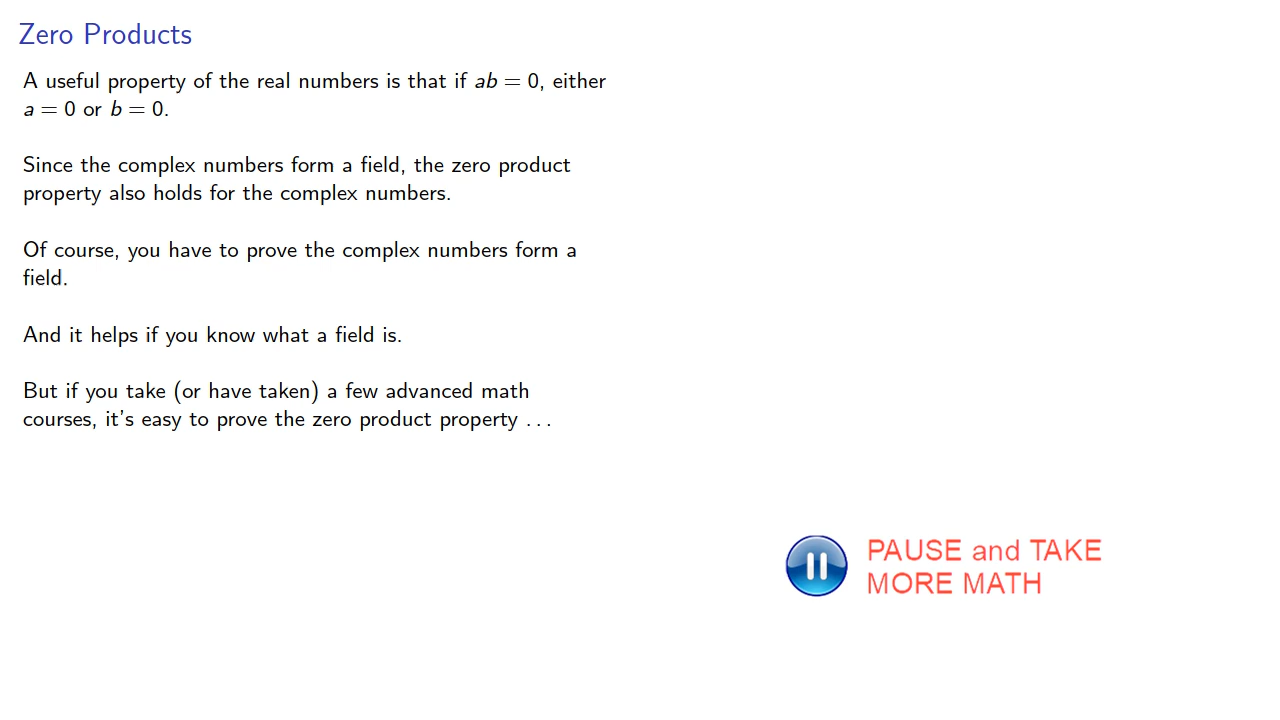 Zero Products
A useful property of the real numbers is that if ab = 0, either
a = 0 or b = 0.
Since the complex numbers form a field, the zero product
property also holds for the complex numbers.
Of course, you have to prove the complex numbers form a
field.
And it helps if you know what a field is.
But if you take (or have taken) a few advanced math
courses, it's easy to prove the zero product property ...
PAUSE and TAKE
MORE MATH